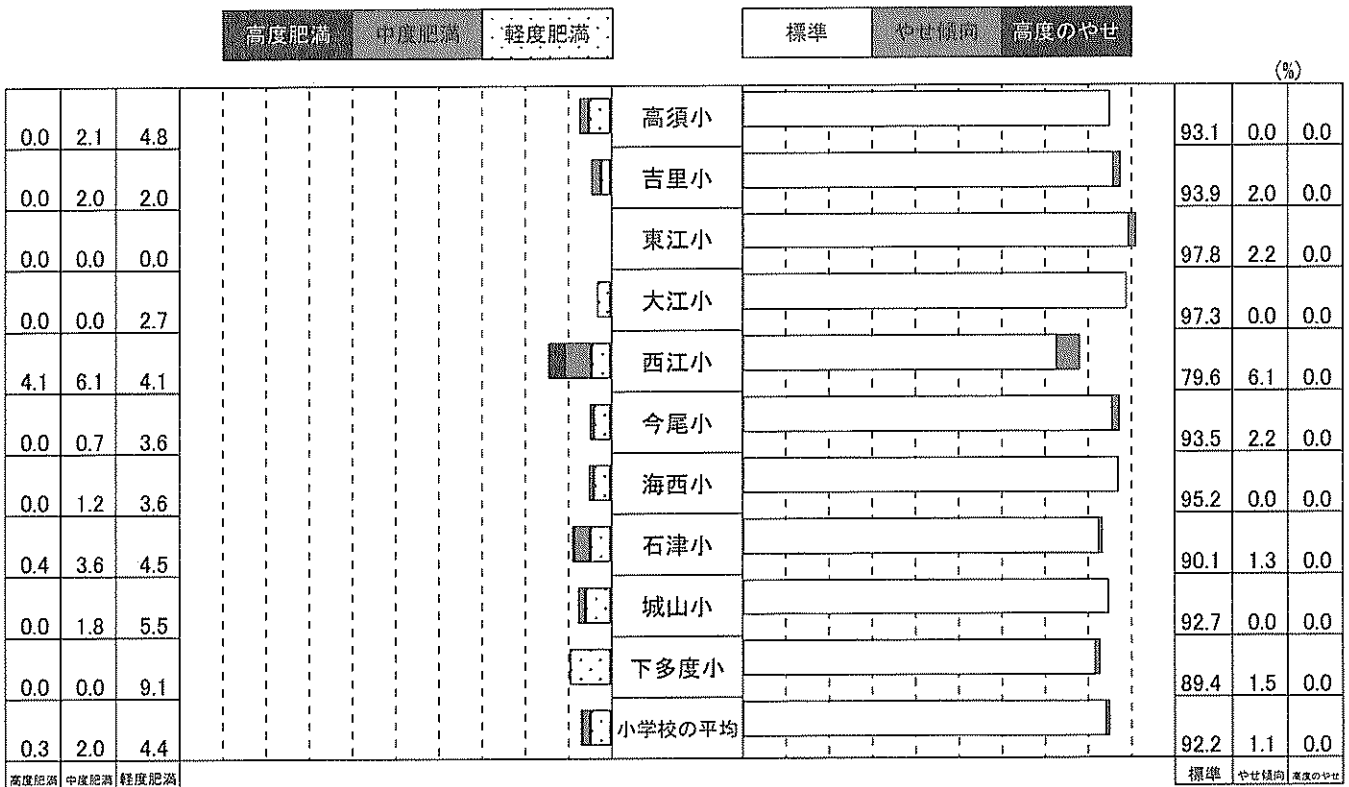 高度肥満 中度肥満 軽度肥満 標準 やせ傾向 高度のやせ
(%)
0.0 2.1 4.8 高須小 93.1 0.0 0.0
0.0 2.0 2.0 吉里小 93.9 2.0 0.0
0.0 0.0 0.0 東江小 97.8 2.2 0.0
0.0 0.0 2.7 大江小 97.3 0.0 0.0
4.1 6.1 4.1 西江小 79.6 6.1 0.0
0.0 0.7 3.6 今尾小 93.5 2.2 0.0
0.0 1.2 3.6 海西小 95.2 0.0 0.0
0.4 3.6 4.5 石津小 90.1 1.3 0.0
0.0 1.8 5.5 城山小 92.7 0.0 0.0
0.0 0.0 9.1 下多度小 89.4 1.5 0.0
0.3 2.0 4.4 小学校の平均 92.2 1.1 0.0
高度肥満 中度肥満 軽度肥満 標準 やせ傾向 高度のやせ